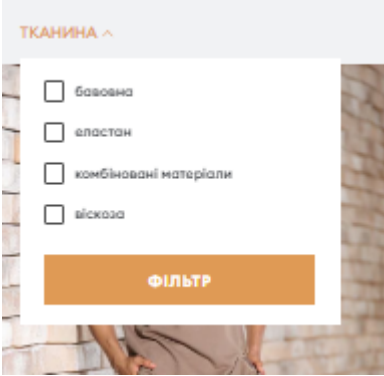 ТКАНИНА
бавовна
еластан
комбіновані матеріали
віскоза
ФІЛЬТР